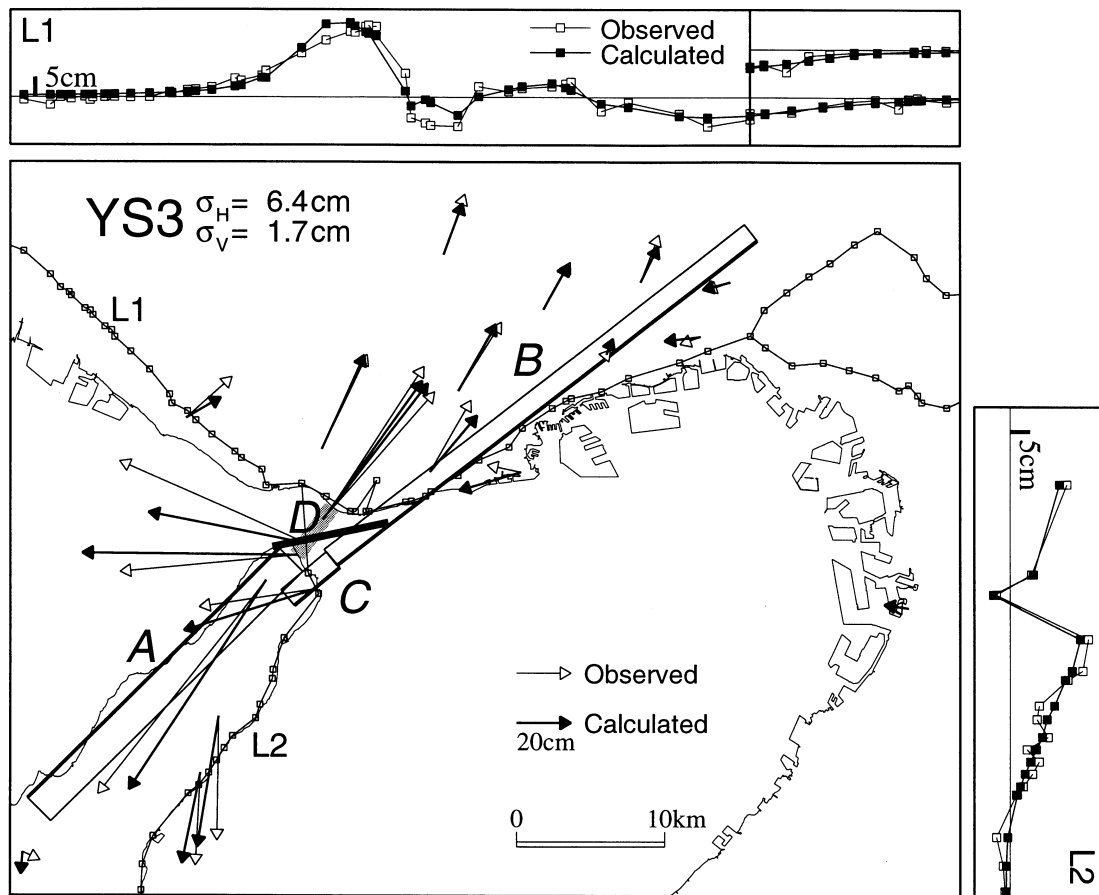 L1
5cm
Observed
Calculated
YS3 σH= 6.4cm
σV= 1.7cm
L1
B
D
C
A
L2
Observed
Calculated
20cm
0 10km
5cm
L2